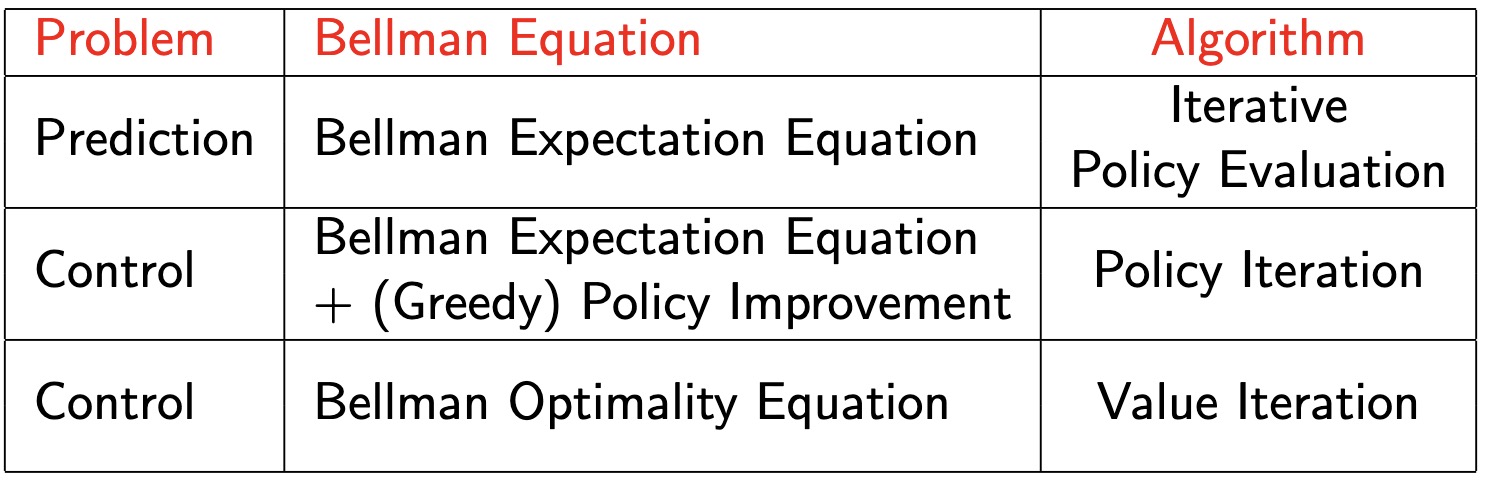 Problem Bellman Equation Algorithm
Prediction Bellman Expectation Equation Iterative
Policy Evaluation
Control Bellman Expectation Equation
+ (Greedy) Policy Improvement Policy Iteration
Control Bellman Optimality Equation Value Iteration